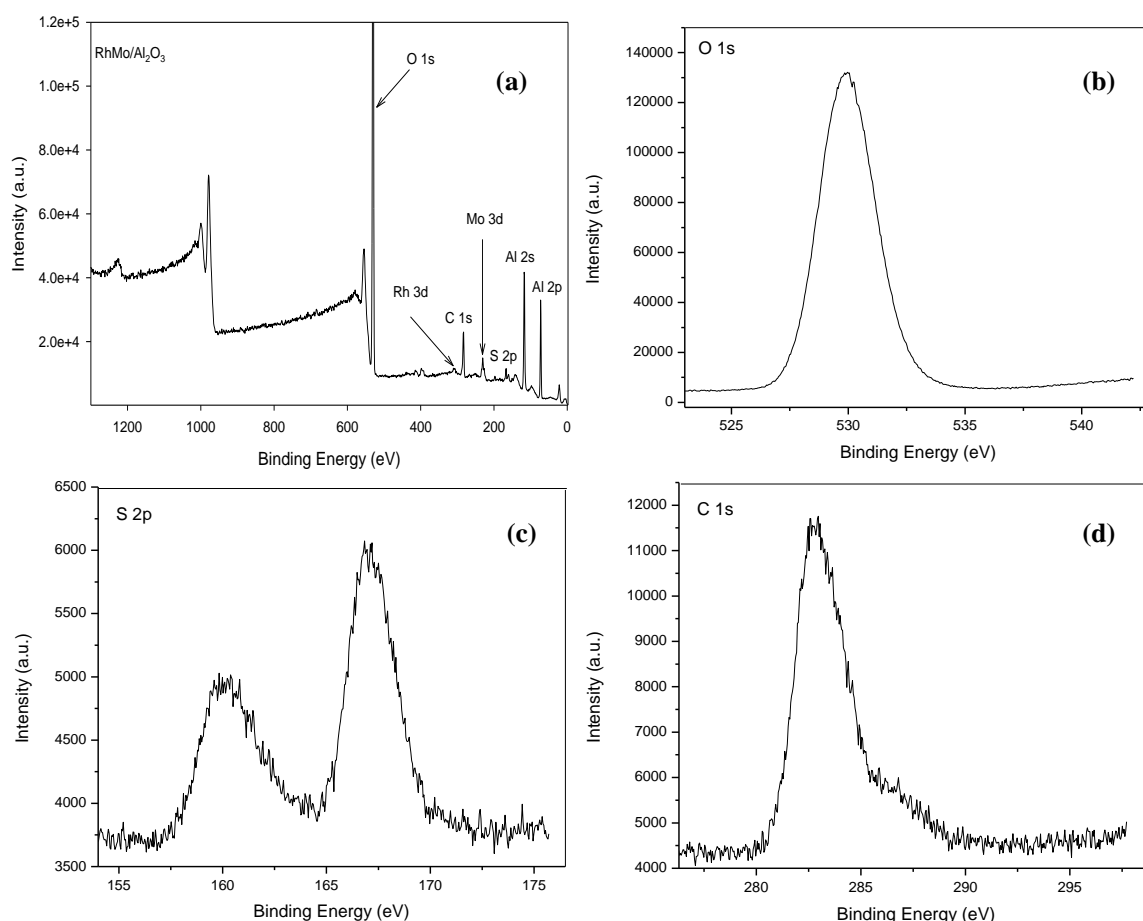 RhMo/Al₂O₃
(a)
O 1s
Mo 3d
Al 2s
Rh 3d
C 1s
Al 2p
S 2p
1.2e+5
1.0e+5
8.0e+4
6.0e+4
4.0e+4
2.0e+4
Intensity (a.u.)
1200 1000 800 600 400 200 0
Binding Energy (eV)
O 1s
(b)
140000
120000
100000
80000
60000
40000
20000
0
Intensity (a.u.)
525 530 535 540
Binding Energy (eV)
S 2p
(c)
6500
6000
5500
5000
4500
4000
3500
Intensity (a.u.)
155 160 165 170 175
Binding Energy (eV)
C 1s
(d)
12000
11000
10000
9000
8000
7000
6000
5000
4000
Intensity (a.u.)
280 285 290 295
Binding Energy (eV)